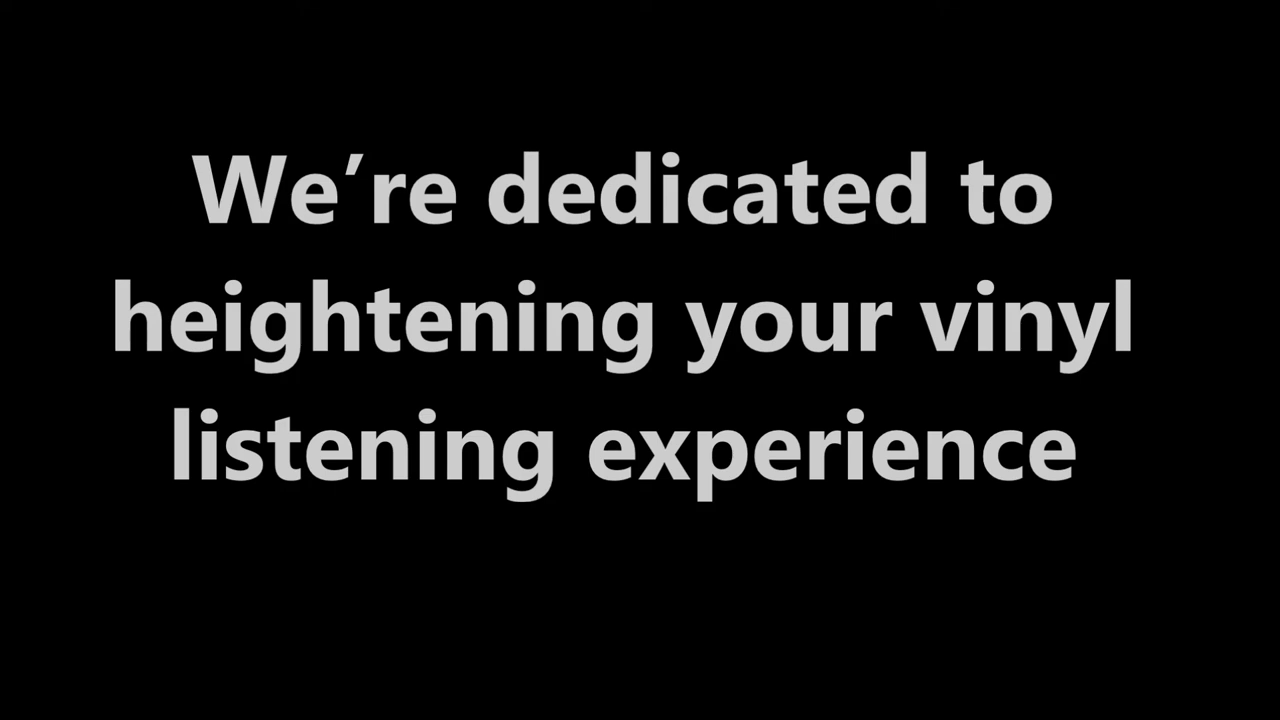 We’re dedicated to
heightening your vinyl
listening experience